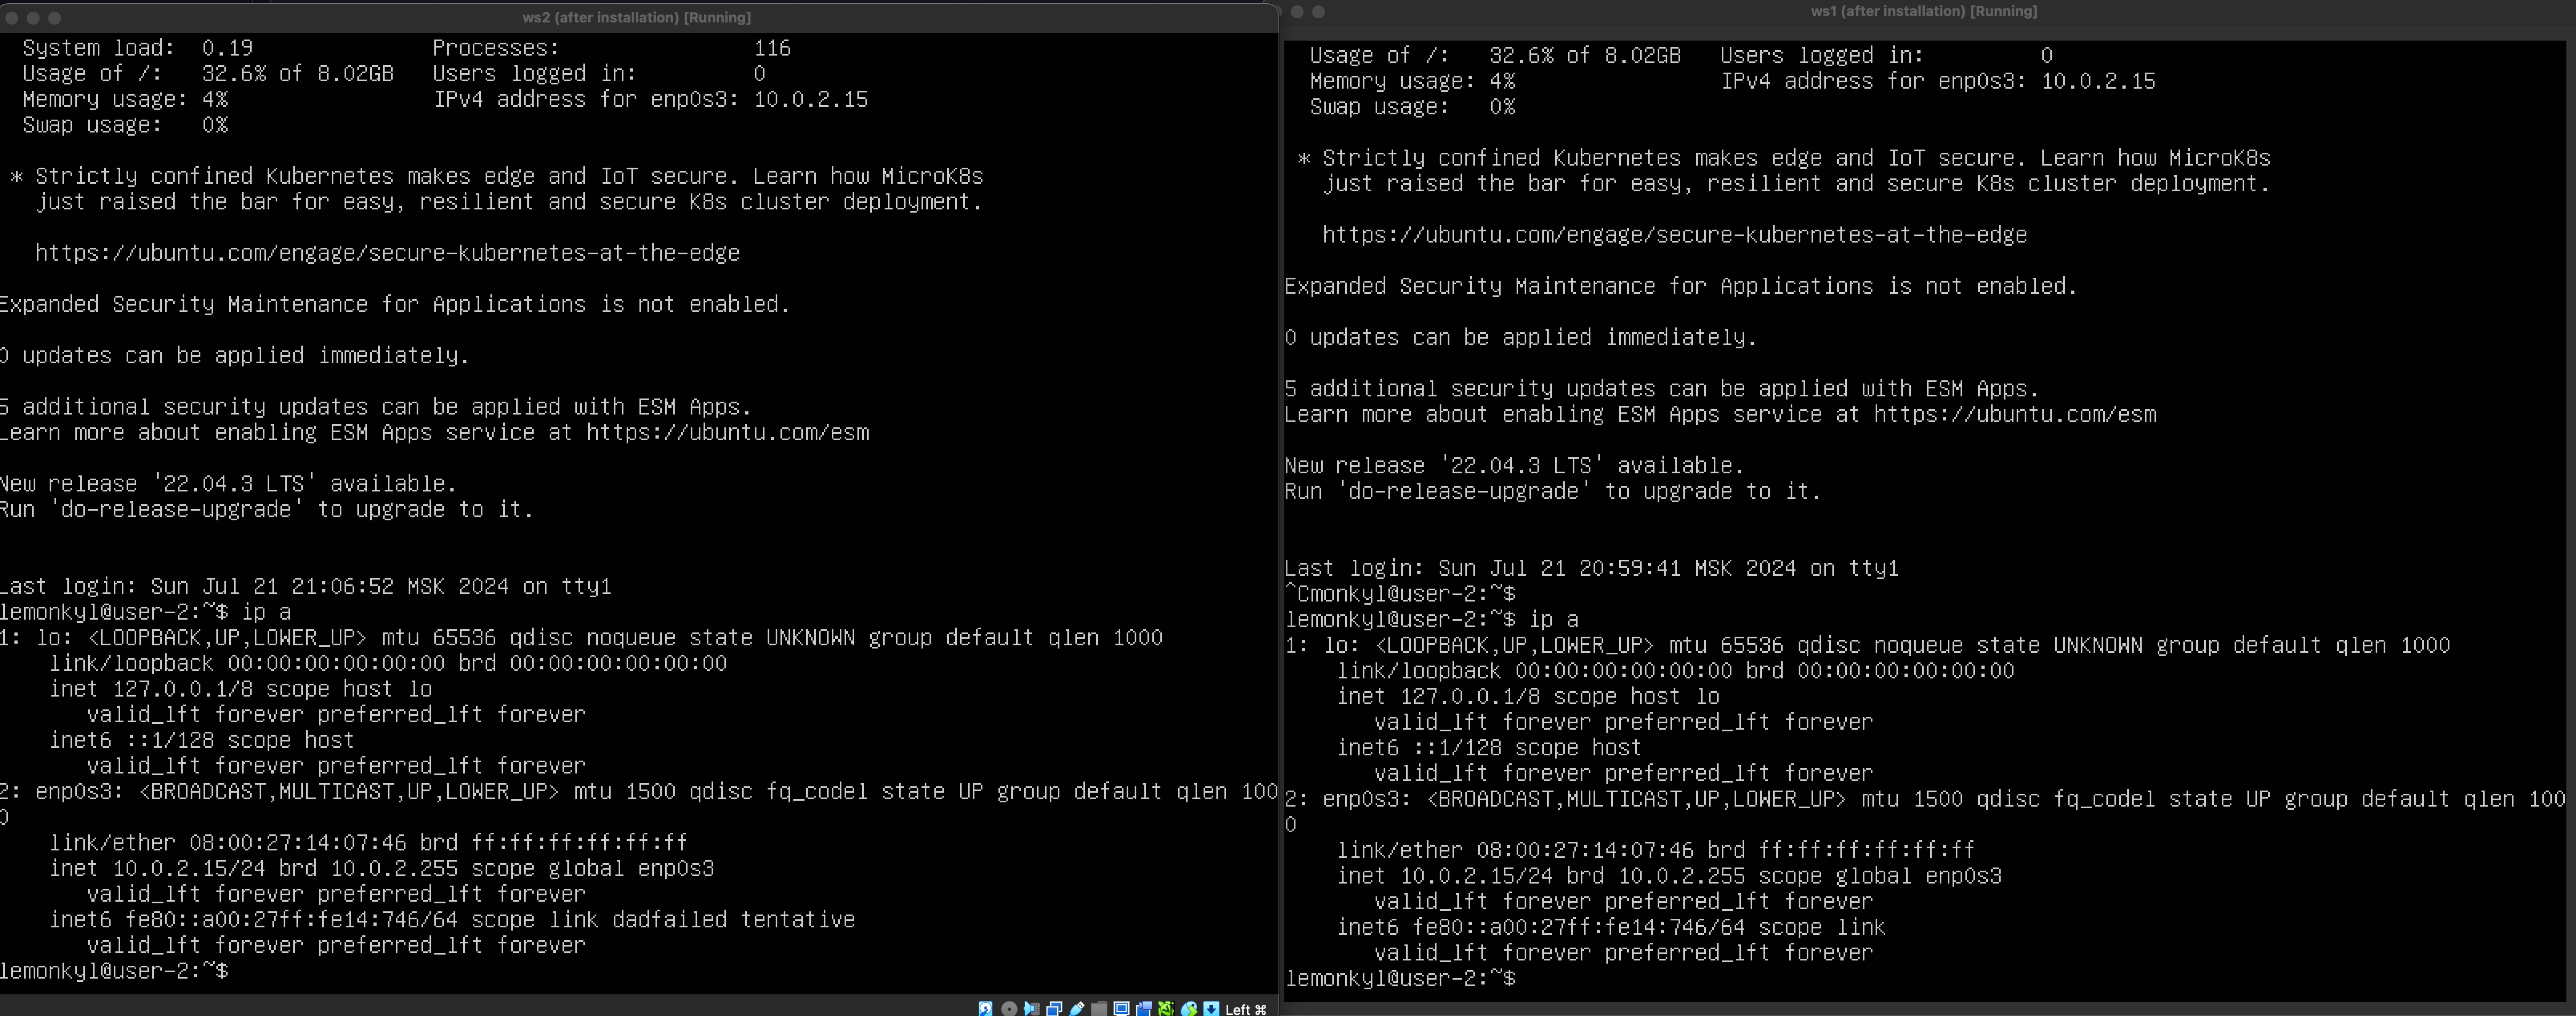 ws2 (after installation) [Running]
System load:  0.19              Processes:               116
Usage of /:   32.6% of 8.02GB   Users logged in:         0
Memory usage: 4%                IPv4 address for enp0s3: 10.0.2.15
Swap usage:   0%
* Strictly confined Kubernetes makes edge and IoT secure. Learn how MicroK8s
just raised the bar for easy, resilient and secure K8s cluster deployment.
https://ubuntu.com/engage/secure-kubernetes-at-the-edge
Expanded Security Maintenance for Applications is not enabled.
0 updates can be applied immediately.
5 additional security updates can be applied with ESM Apps.
Learn more about enabling ESM Apps service at https://ubuntu.com/esm
New release '22.04.3 LTS' available.
Run 'do-release-upgrade' to upgrade to it.
Last login: Sun Jul 21 21:06:52 MSK 2024 on tty1
lemonkyl@user-2:~$ ip a
1: lo: <LOOPBACK,UP,LOWER_UP> mtu 65536 qdisc noqueue state UNKNOWN group default qlen 1000
link/loopback 00:00:00:00:00:00 brd 00:00:00:00:00:00
inet 127.0.0.1/8 scope host lo
valid_lft forever preferred_lft forever
inet6 ::1/128 scope host
valid_lft forever preferred_lft forever
2: enp0s3: <BROADCAST,MULTICAST,UP,LOWER_UP> mtu 1500 qdisc fq_codel state UP group default qlen 100
0
link/ether 08:00:27:14:07:46 brd ff:ff:ff:ff:ff:ff
inet 10.0.2.15/24 brd 10.0.2.255 scope global enp0s3
valid_lft forever preferred_lft forever
inet6 fe80::a00:27ff:fe14:746/64 scope link dadfailed tentative
valid_lft forever preferred_lft forever
lemonkyl@user-2:~$
Left ⌘
ws1 (after installation) [Running]
Usage of /:   32.6% of 8.02GB   Users logged in:         0
Memory usage: 4%                IPv4 address for enp0s3: 10.0.2.15
Swap usage:   0%
* Strictly confined Kubernetes makes edge and IoT secure. Learn how MicroK8s
just raised the bar for easy, resilient and secure K8s cluster deployment.
https://ubuntu.com/engage/secure-kubernetes-at-the-edge
Expanded Security Maintenance for Applications is not enabled.
0 updates can be applied immediately.
5 additional security updates can be applied with ESM Apps.
Learn more about enabling ESM Apps service at https://ubuntu.com/esm
New release '22.04.3 LTS' available.
Run 'do-release-upgrade' to upgrade to it.
Last login: Sun Jul 21 20:59:41 MSK 2024 on tty1
^Cmonkyl@user-2:~$
lemonkyl@user-2:~$ ip a
1: lo: <LOOPBACK,UP,LOWER_UP> mtu 65536 qdisc noqueue state UNKNOWN group default qlen 1000
link/loopback 00:00:00:00:00:00 brd 00:00:00:00:00:00
inet 127.0.0.1/8 scope host lo
valid_lft forever preferred_lft forever
inet6 ::1/128 scope host
valid_lft forever preferred_lft forever
2: enp0s3: <BROADCAST,MULTICAST,UP,LOWER_UP> mtu 1500 qdisc fq_codel state UP group default qlen 100
0
link/ether 08:00:27:14:07:46 brd ff:ff:ff:ff:ff:ff
inet 10.0.2.15/24 brd 10.0.2.255 scope global enp0s3
valid_lft forever preferred_lft forever
inet6 fe80::a00:27ff:fe14:746/64 scope link
valid_lft forever preferred_lft forever
lemonkyl@user-2:~$